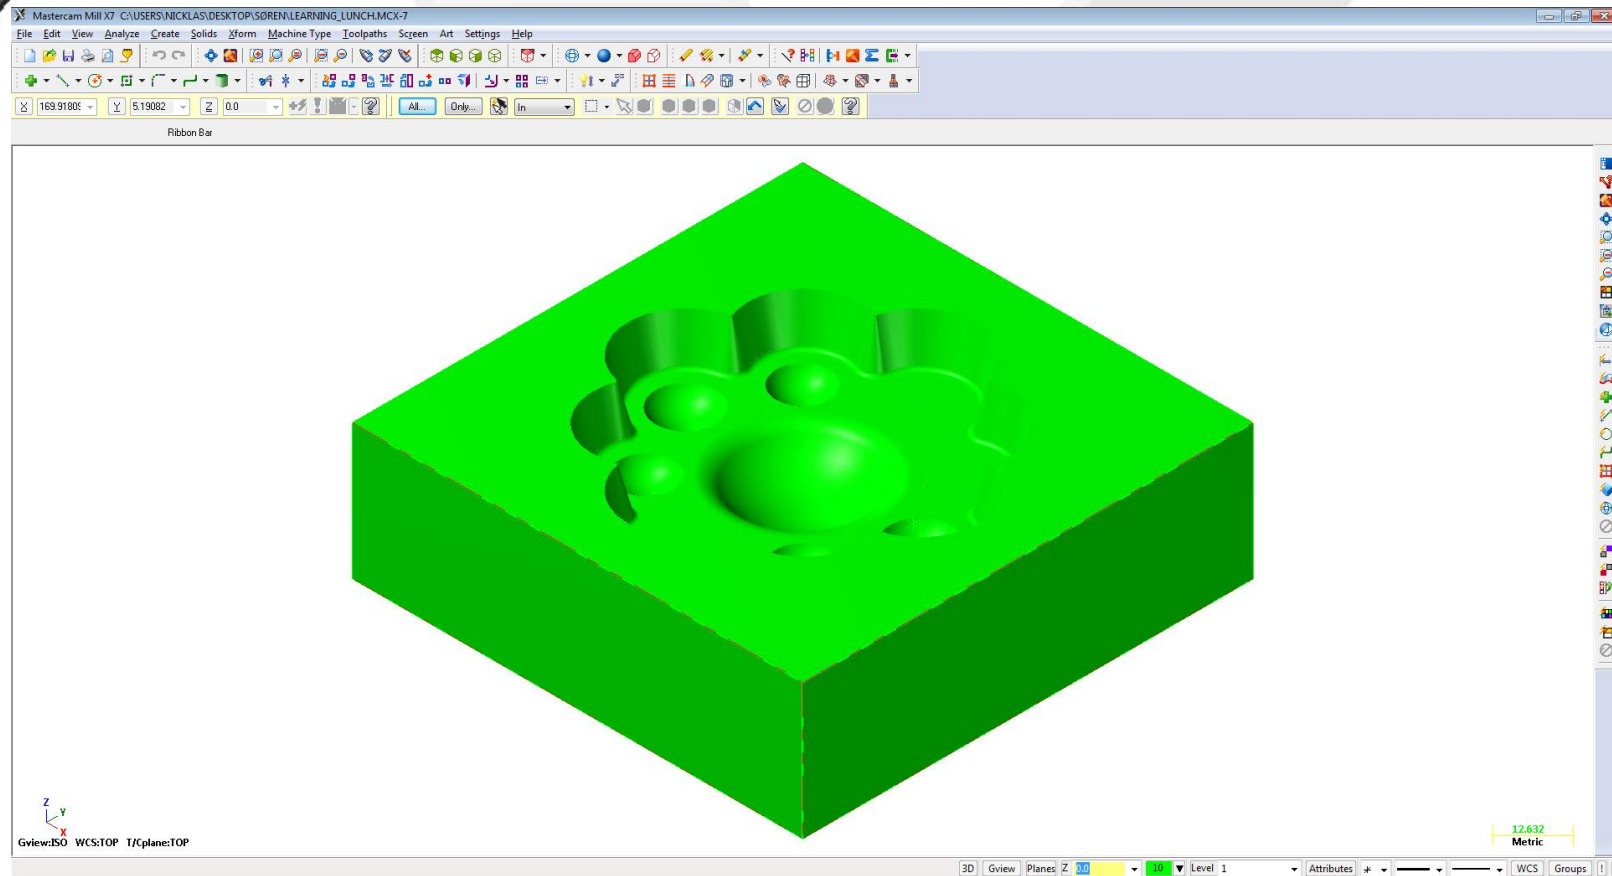 Mastercam Mill X7 C:\USERS\NICKLAS\DESKTOP\SØREN\LEARNING_LUNCH.MCX-7
File Edit View Analyze Create Solids Xform Machine Type Toolpaths Screen Art Settings Help
X 169.91809 Y 5.19082 Z 0.0 All... Only... In
Ribbon Bar
Z
Y
X
Gview:ISO WCS:TOP T/Cplane:TOP
12.632
Metric
3D Gview Planes Z 0.0 10 Level 1 Attributes WCS Groups